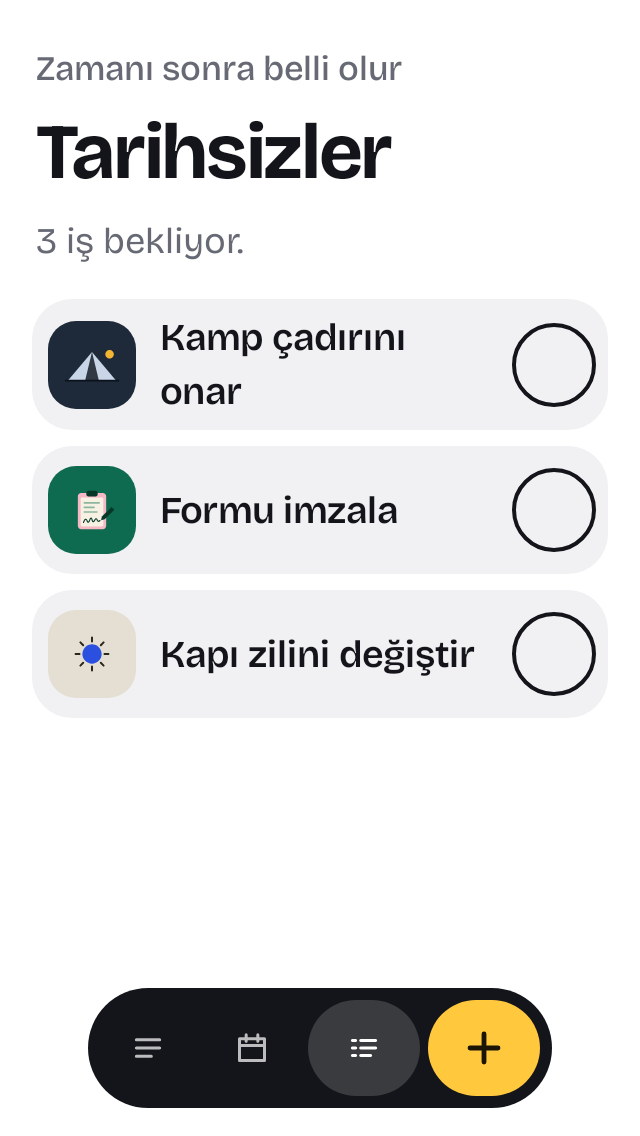 Zamanı sonra belli olur
Tarihsizler
3 iş bekliyor.
Kamp çadırını
onar
Formu imzala
Kapı zilini değiştir